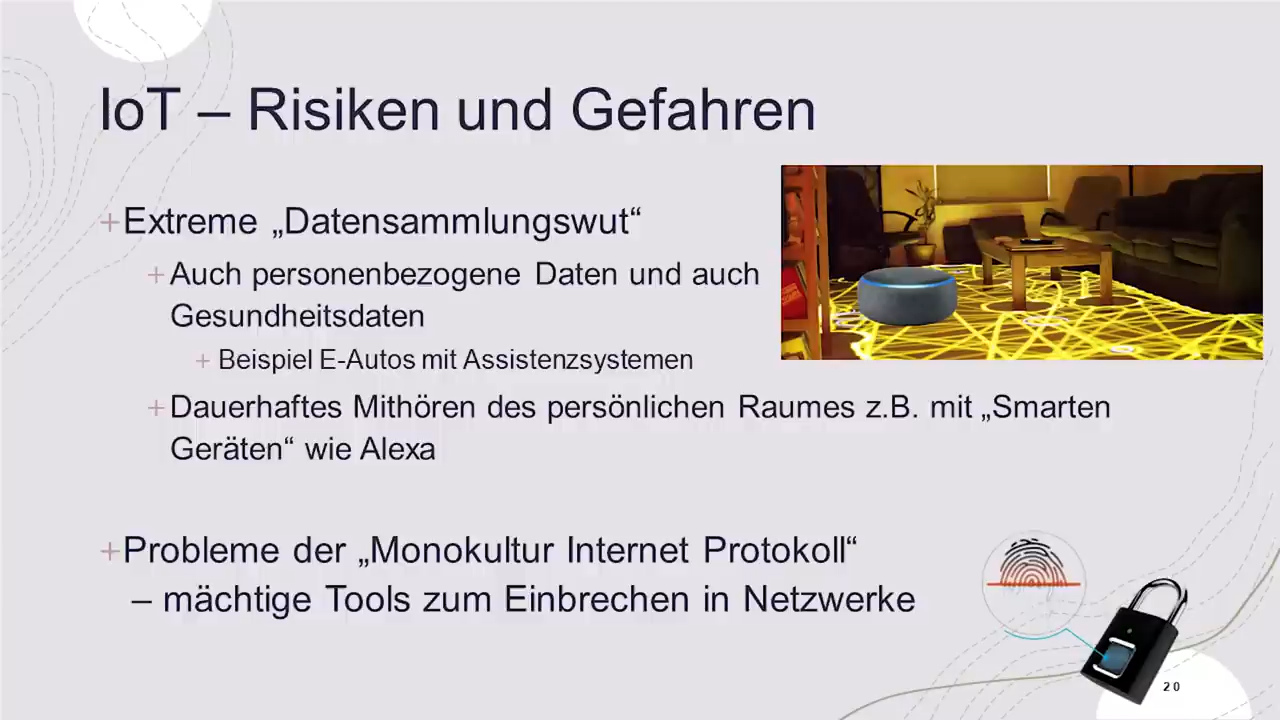 IoT – Risiken und Gefahren
+Extreme „Datensammlungswut“
+Auch personenbezogene Daten und auch
Gesundheitsdaten
+Beispiel E-Autos mit Assistenzsystemen
+Dauerhaftes Mithören des persönlichen Raumes z.B. mit „Smarten
Geräten“ wie Alexa
+Probleme der „Monokultur Internet Protokoll“
– mächtige Tools zum Einbrechen in Netzwerke
20